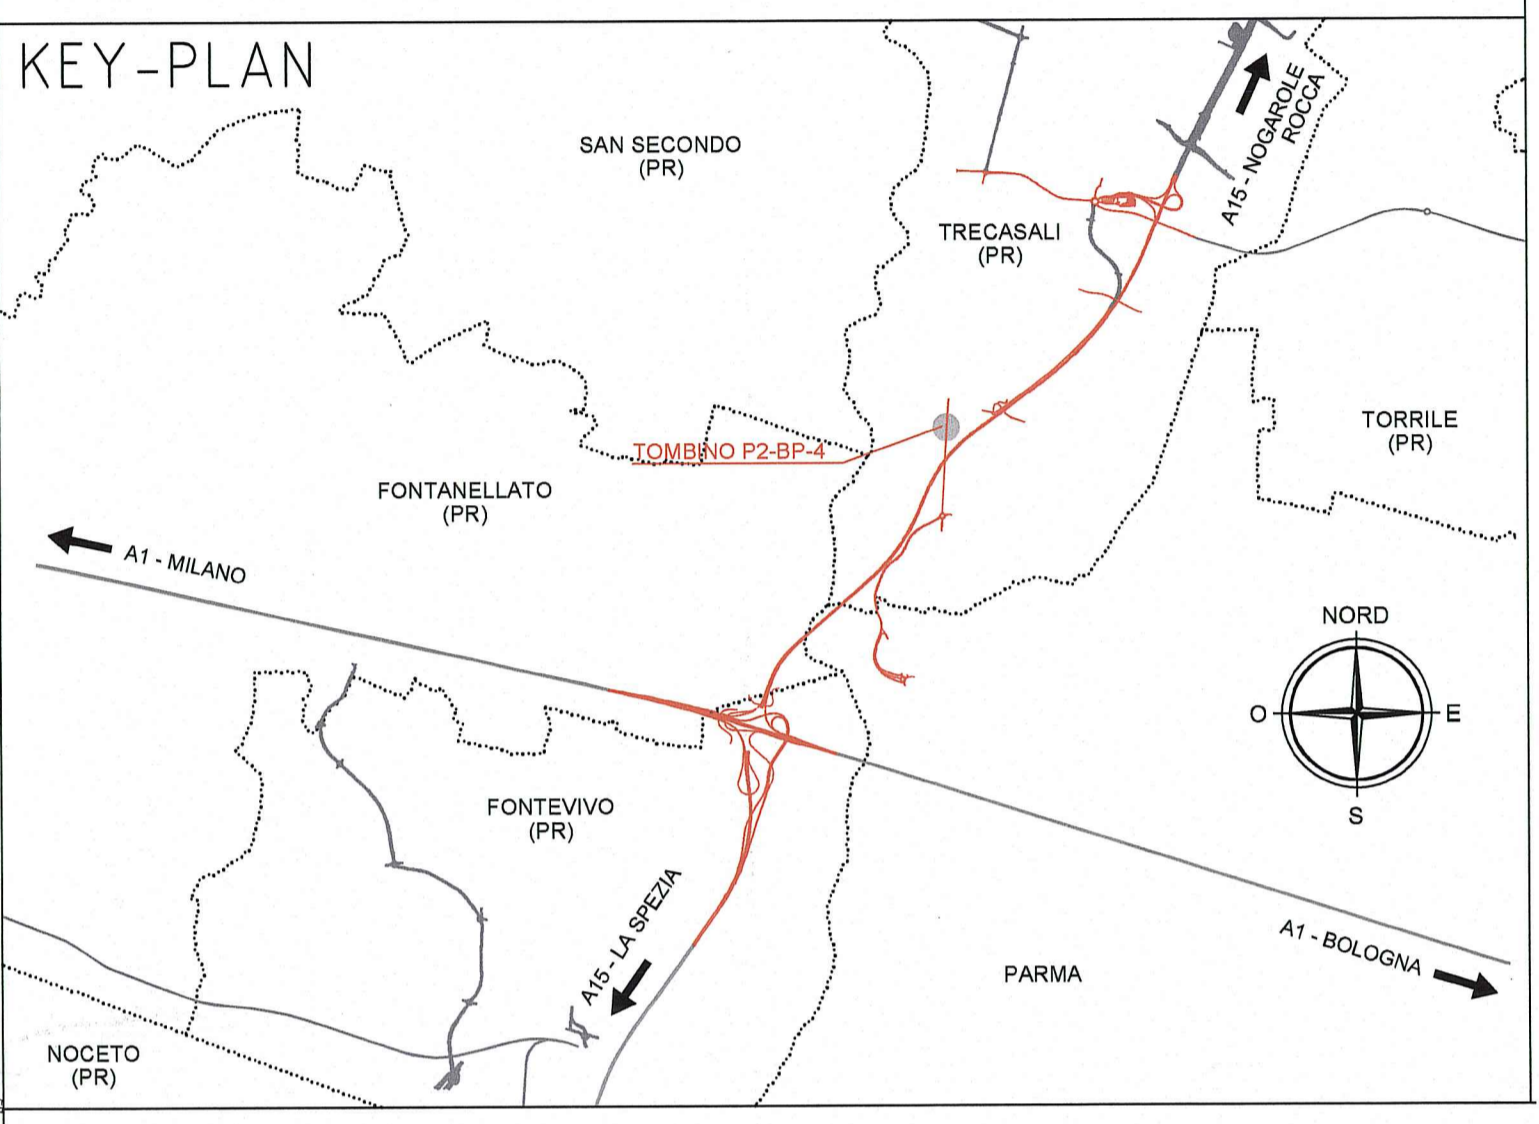 KEY-PLAN
SAN SECONDO
(PR)
A15 - NOGAROLE
ROCCA
TRECASALI
(PR)
TORRILE
(PR)
TOMBINO P2-BP-4
FONTANELLATO
(PR)
A1 - MILANO
NORD
O
E
S
FONTEVIVO
(PR)
A15 - LA SPEZIA
A1 - BOLOGNA
PARMA
NOCETO
(PR)